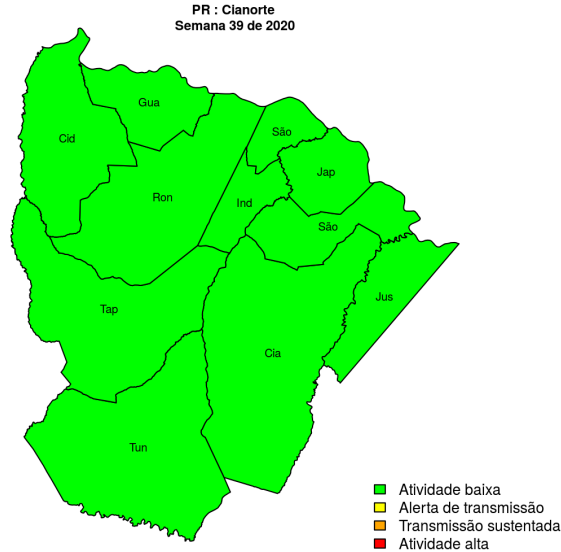 PR : Cianorte
Semana 39 de 2020
Gua
Cid
São
Jap
Ron
Ind
São
Jus
Tap
Cia
Tun
Atividade baixa
Alerta de transmissão
Transmissão sustentada
Atividade alta